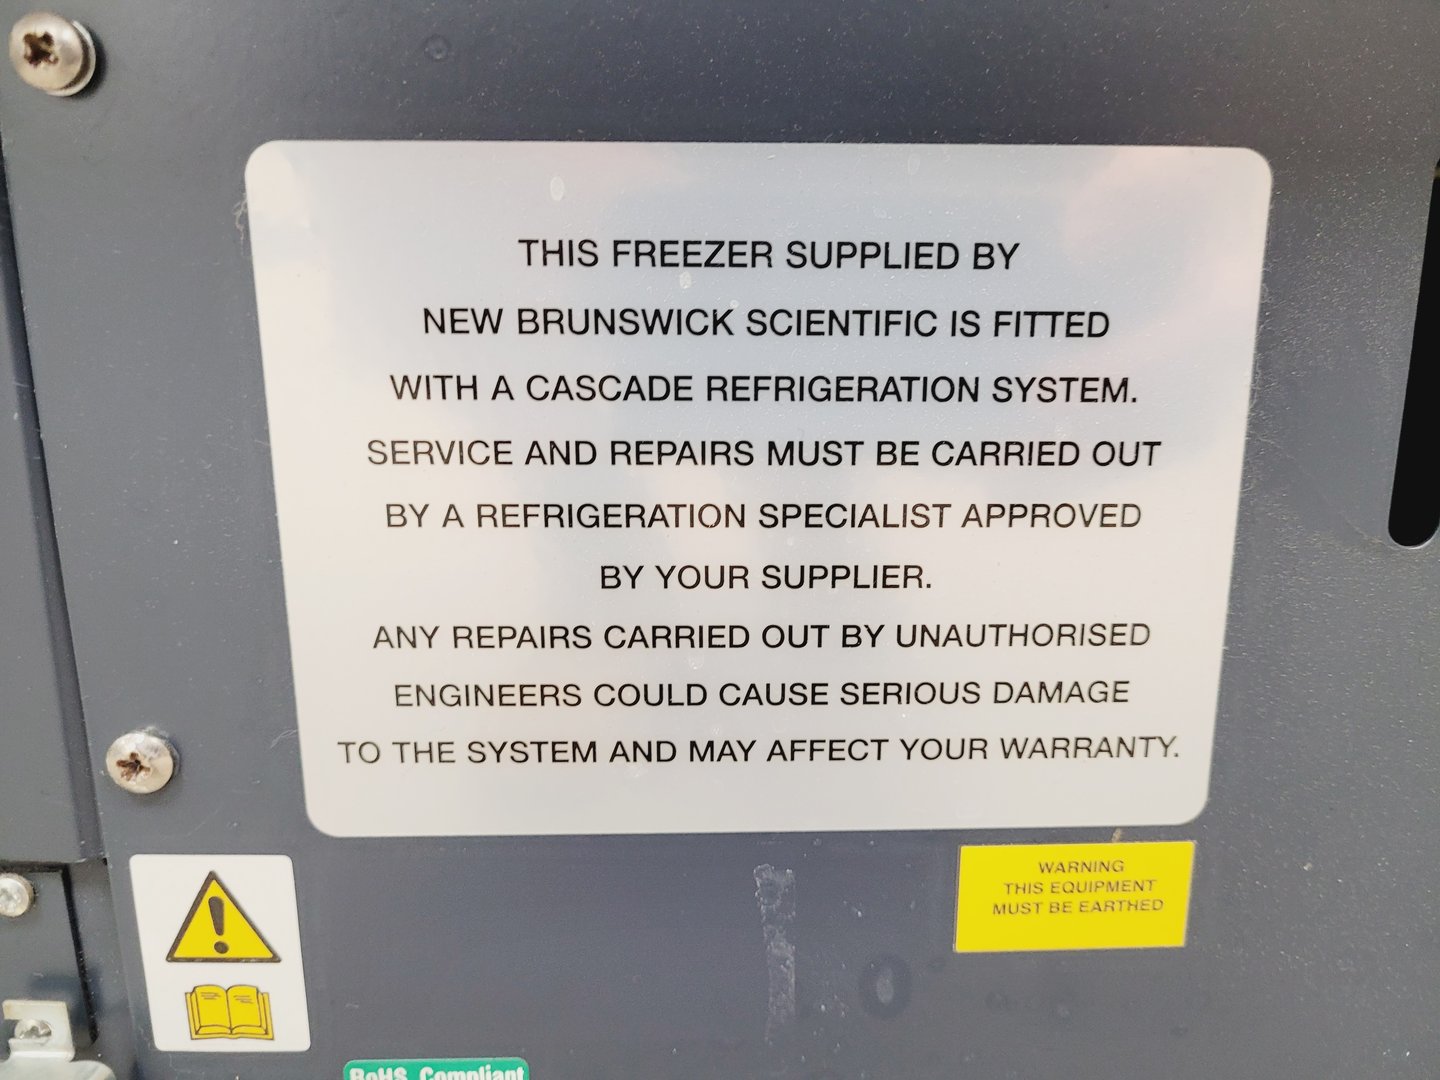 THIS FREEZER SUPPLIED BY
NEW BRUNSWICK SCIENTIFIC IS FITTED
WITH A CASCADE REFRIGERATION SYSTEM.
SERVICE AND REPAIRS MUST BE CARRIED OUT
BY A REFRIGERATION SPECIALIST APPROVED
BY YOUR SUPPLIER.
ANY REPAIRS CARRIED OUT BY UNAUTHORISED
ENGINEERS COULD CAUSE SERIOUS DAMAGE
TO THE SYSTEM AND MAY AFFECT YOUR WARRANTY.
WARNING
THIS EQUIPMENT
MUST BE EARTHED
RoHS Compliant